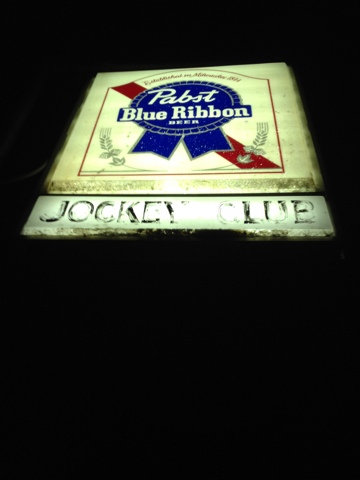 Established in Milwaukee 1844
Pabst
Blue Ribbon
BEER
JOCKEY CLUB